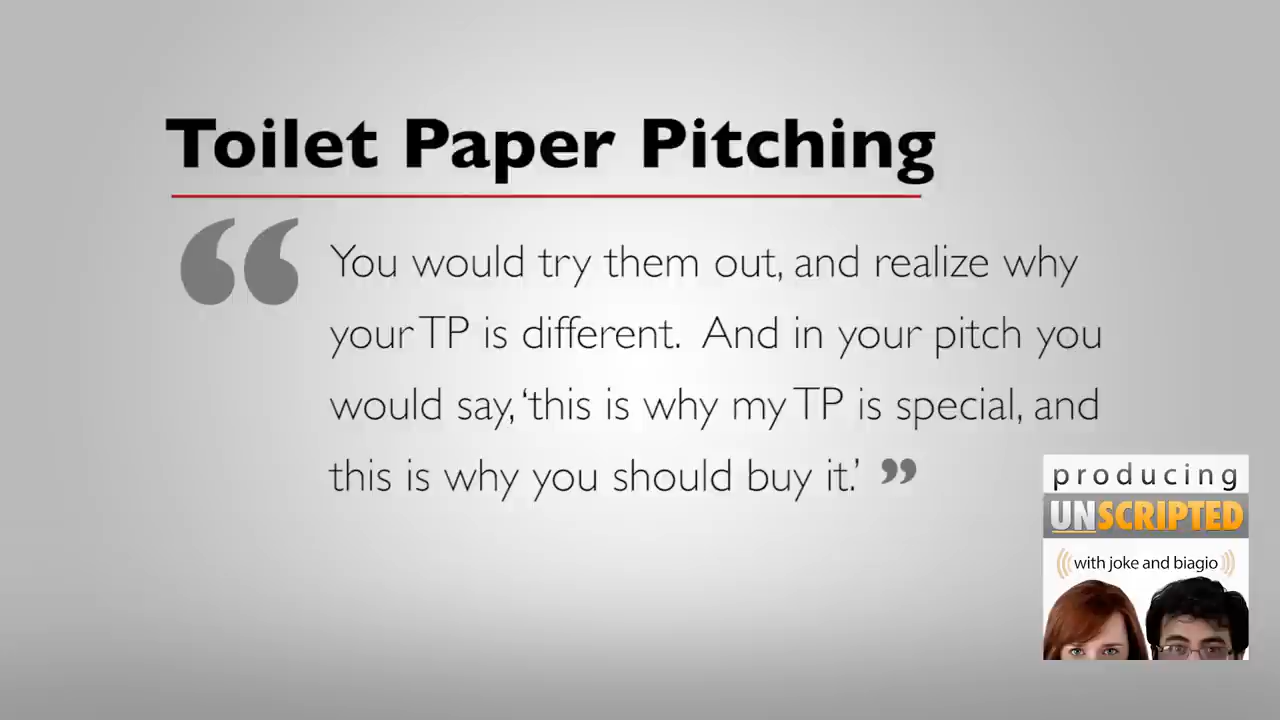 Toilet Paper Pitching
“ You would try them out, and realize why
your TP is different.  And in your pitch you
would say, ‘this is why my TP is special, and
this is why you should buy it.’ ”
producing
UNSCRIPTED
with joke and biagio